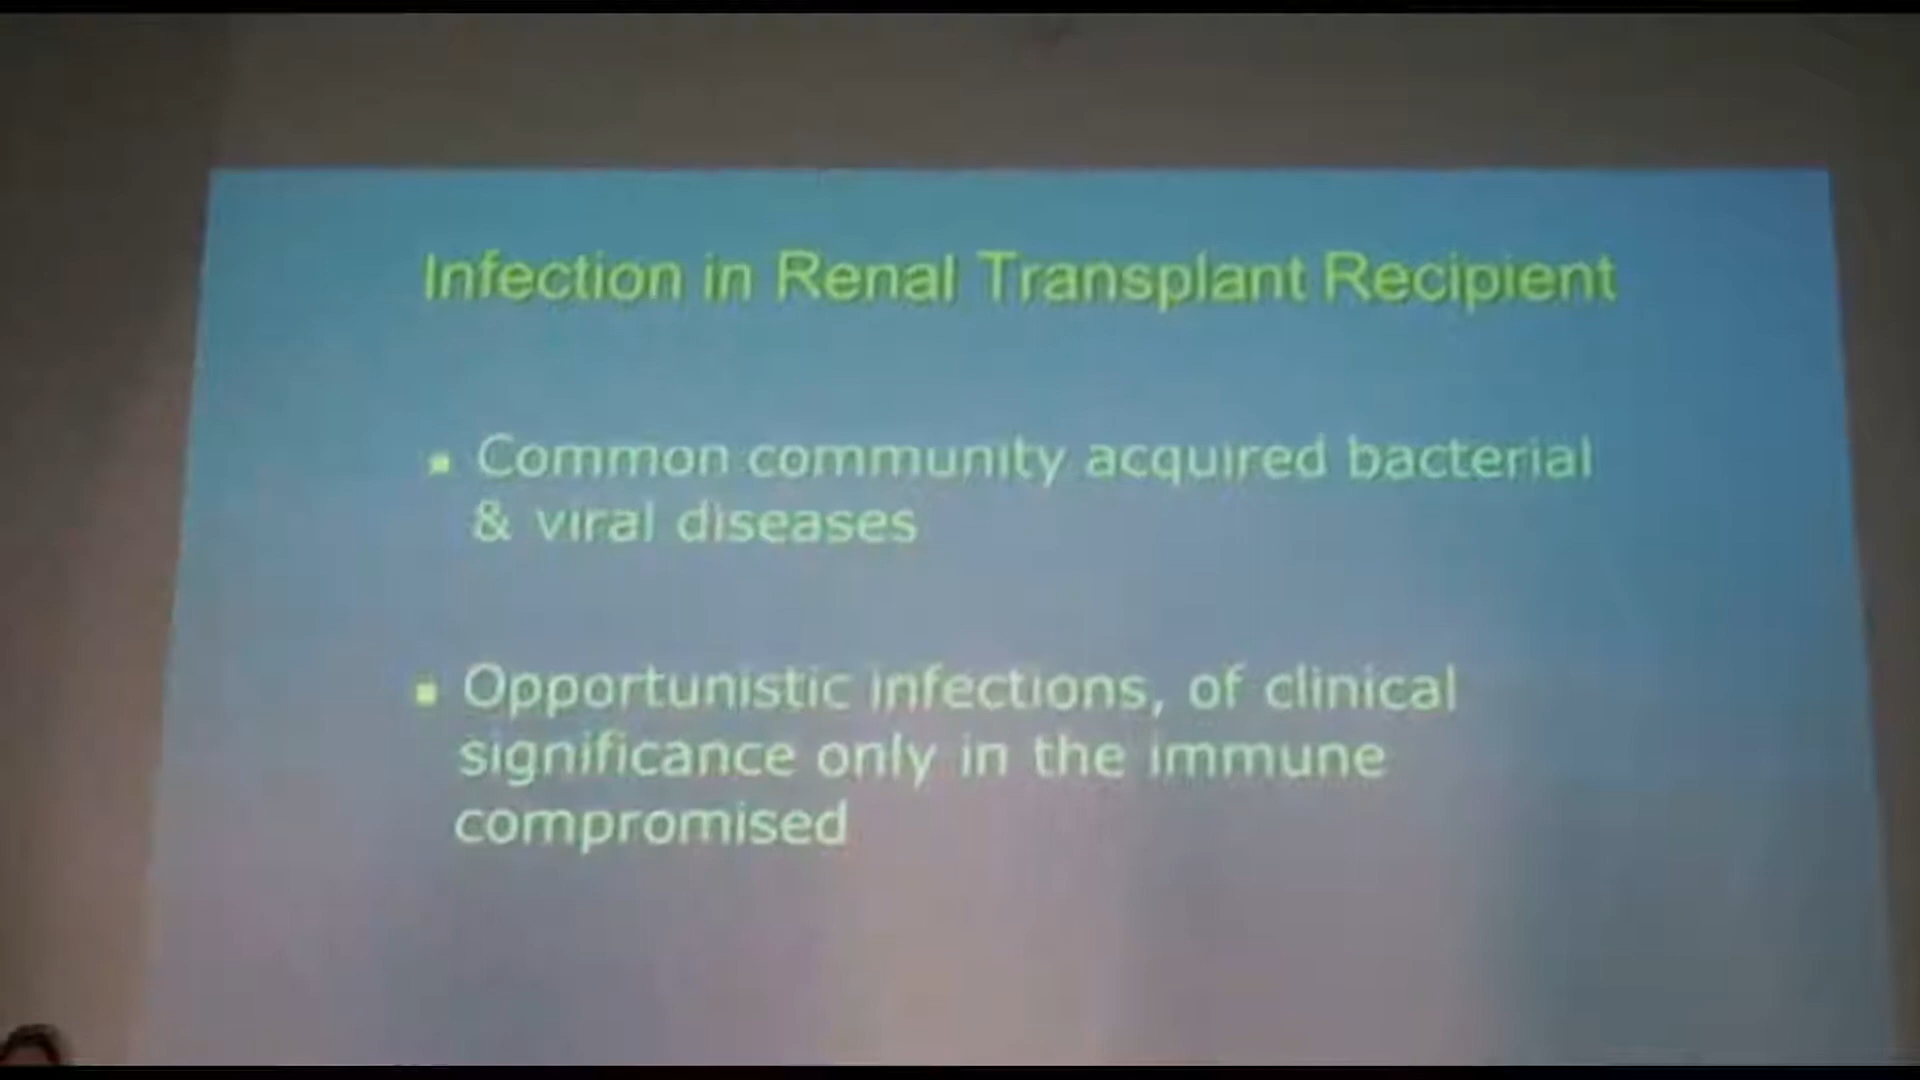 Infection in Renal Transplant Recipient
▪ Common community acquired bacterial
& viral diseases
▪ Opportunistic infections, of clinical
significance only in the immune
compromised